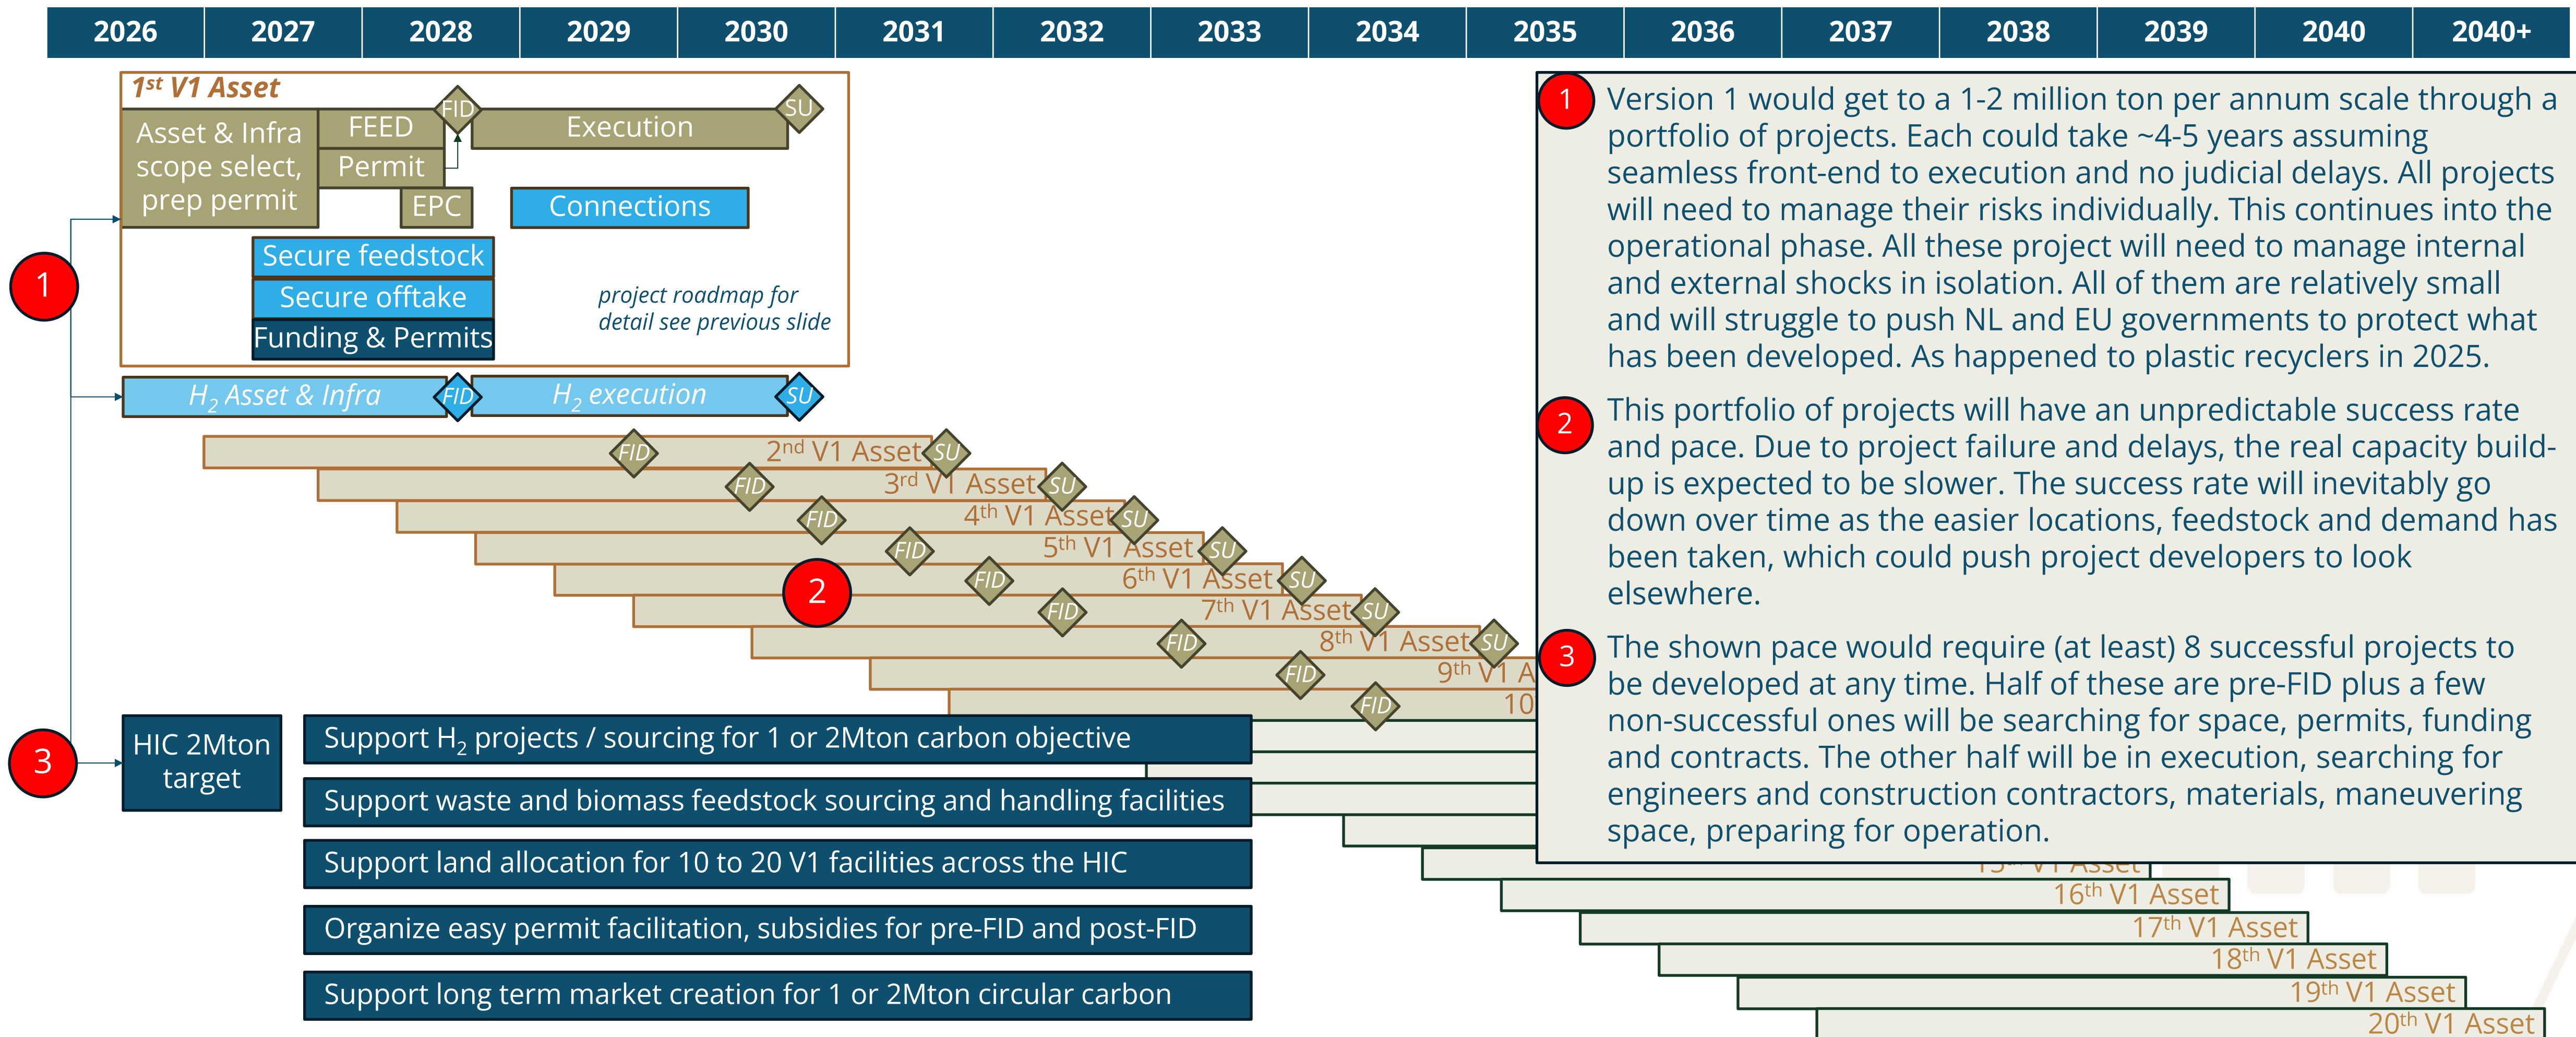 2026 2027 2028 2029 2030 2031 2032 2033 2034 2035 2036 2037 2038 2039 2040 2040+
1st V1 Asset
Asset & Infra
scope select,
prep permit
FEED
FID
Execution
SU
Permit
EPC
Connections
Secure feedstock
Secure offtake
Funding & Permits
project roadmap for
detail see previous slide
1
H2 Asset & Infra
FID
H2 execution
SU
FID 2nd V1 Asset SU
FID 3rd V1 Asset SU
FID 4th V1 Asset SU
FID 5th V1 Asset SU
FID 6th V1 Asset SU
2
FID 7th V1 Asset SU
FID 8th V1 Asset SU
FID 9th V1 A
FID 10
3
HIC 2Mton
target
Support H2 projects / sourcing for 1 or 2Mton carbon objective
Support waste and biomass feedstock sourcing and handling facilities
Support land allocation for 10 to 20 V1 facilities across the HIC
Organize easy permit facilitation, subsidies for pre-FID and post-FID
Support long term market creation for 1 or 2Mton circular carbon
1
Version 1 would get to a 1-2 million ton per annum scale through a
portfolio of projects. Each could take ~4-5 years assuming
seamless front-end to execution and no judicial delays. All projects
will need to manage their risks individually. This continues into the
operational phase. All these project will need to manage internal
and external shocks in isolation. All of them are relatively small
and will struggle to push NL and EU governments to protect what
has been developed. As happened to plastic recyclers in 2025.
2
This portfolio of projects will have an unpredictable success rate
and pace. Due to project failure and delays, the real capacity build-
up is expected to be slower. The success rate will inevitably go
down over time as the easier locations, feedstock and demand has
been taken, which could push project developers to look
elsewhere.
3
The shown pace would require (at least) 8 successful projects to
be developed at any time. Half of these are pre-FID plus a few
non-successful ones will be searching for space, permits, funding
and contracts. The other half will be in execution, searching for
engineers and construction contractors, materials, maneuvering
space, preparing for operation.
15th V1 Asset
16th V1 Asset
17th V1 Asset
18th V1 Asset
19th V1 Asset
20th V1 Asset